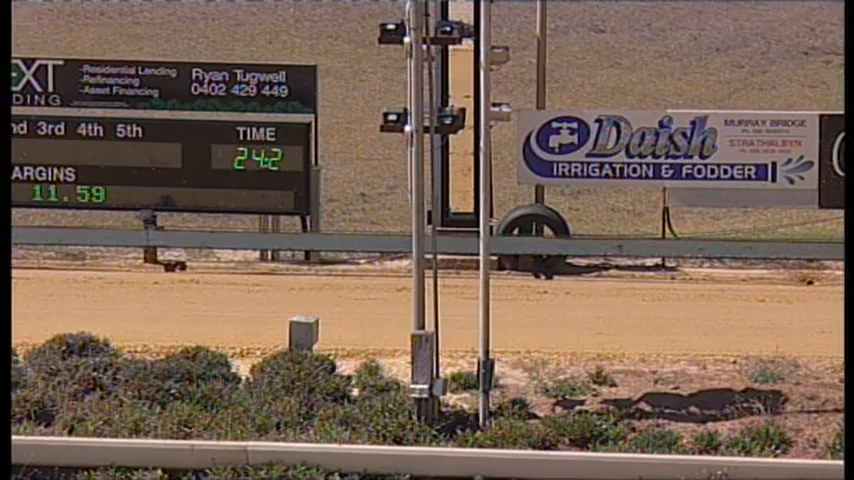 EXT
DING
-Residential Lending
-Refinancing
-Asset Financing
Ryan Tugwell
0402 429 449
nd 3rd 4th 5th
TIME
24:2
ARGINS
11.59
Daish
IRRIGATION & FODDER
MURRAY BRIDGE
STRATHALBYN